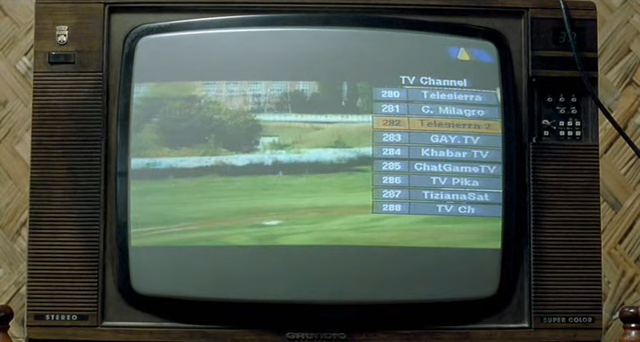 TV Channel
280 Telesierra
281 C. Milagro
282 Telesierra 2
283 GAY.TV
284 Khabar TV
285 ChatGameTV
286 TV Pika
287 TizianaSat
288 TV Ch
STEREO
SUPER COLOR
GRUNDIG